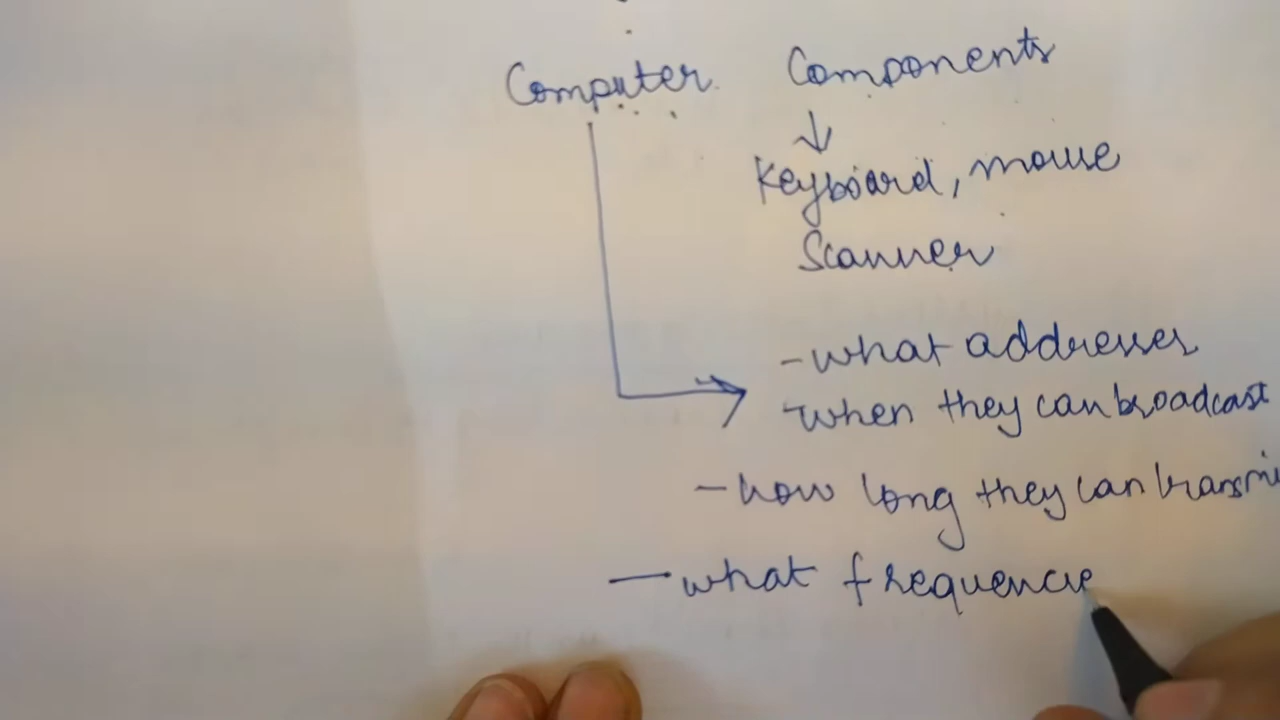 Computer Components
↓
Keyboard, mouse
Scanner
- what addresses
- when they can broadcast
- how long they can transmi
- what frequencie